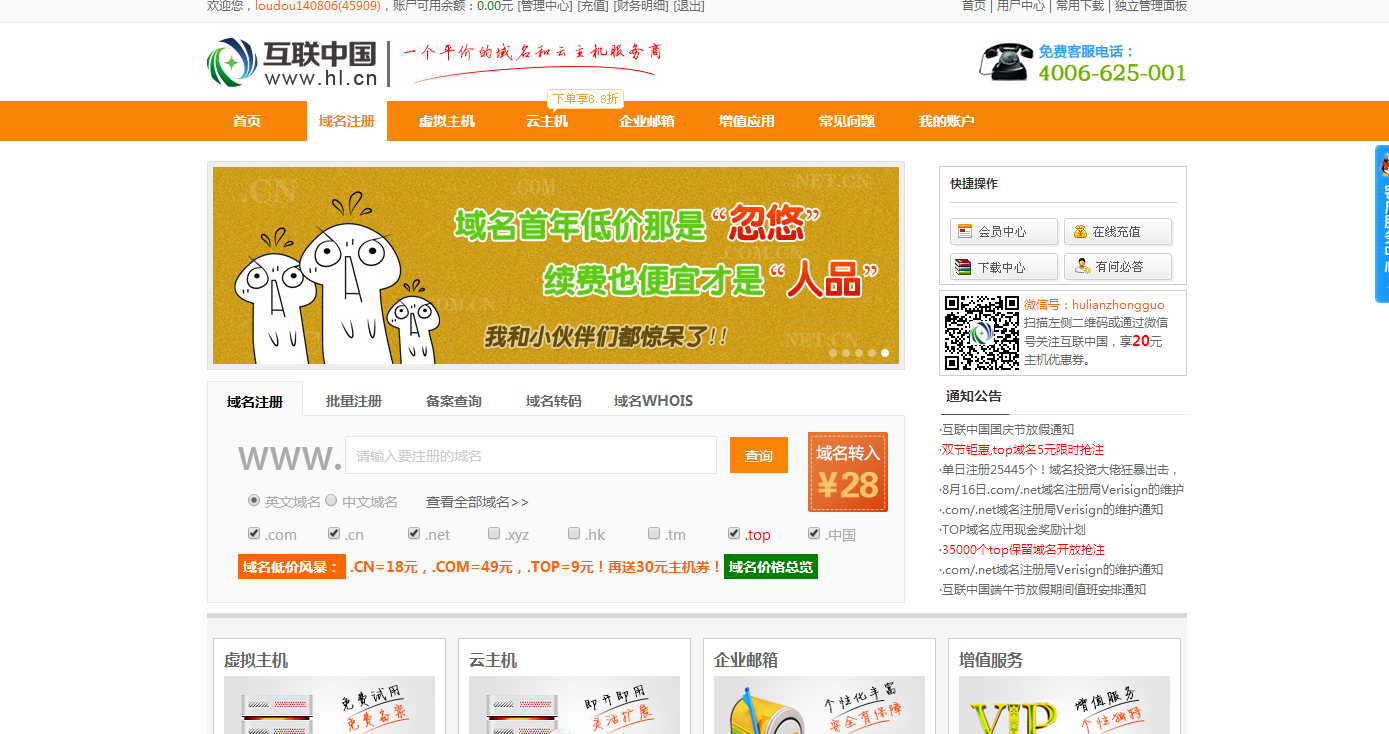 欢迎您，loudou140806(45909)，账户可用余额：0.00元 [管理中心] [充值] [财务明细] [退出]
首页 | 用户中心 | 常用下载 | 独立管理面板
互联中国
www.hl.cn
一个平价的域名和云主机服务商
免费客服电话：
4006-625-001
下单享8.8折
首页 域名注册 虚拟主机 云主机 企业邮箱 增值应用 常见问题 我的账户
.CN .COM NET.CN
域名首年低价那是“忽悠”
.COM.CN
续费也便宜才是“人品”
COM.CN
我和小伙伴们都惊呆了!!
NET.CN
快捷操作
会员中心 在线充值
下载中心 有问必答
微信号：hulianzhongguo
扫描左侧二维码或通过微信
号关注互联中国，享20元
主机优惠券。
域名注册 批量注册 备案查询 域名转码 域名WHOIS
www. 请输入要注册的域名 查询
域名转入
¥28
英文域名 中文域名 查看全部域名>>
.com .cn .net .xyz .hk .tm .top .中国
域名低价风暴： .CN=18元，.COM=49元，.TOP=9元！再送30元主机券！ 域名价格总览
通知公告
·互联中国国庆节放假通知
·双节钜惠,top域名5元限时抢注
·单日注册25445个！域名投资大佬狂暴出击，
·8月16日.com/.net域名注册局Verisign的维护
·.com/.net域名注册局Verisign的维护通知
·TOP域名应用现金奖励计划
·35000个top保留域名开放抢注
·.com/.net域名注册局Verisign的维护通知
·互联中国端午节放假期间值班安排通知
虚拟主机
免费试用
免费备案
云主机
即开即用
灵活扩展
企业邮箱
个性化丰富
安全有保障
增值服务
VIP
增值服务
个性独特